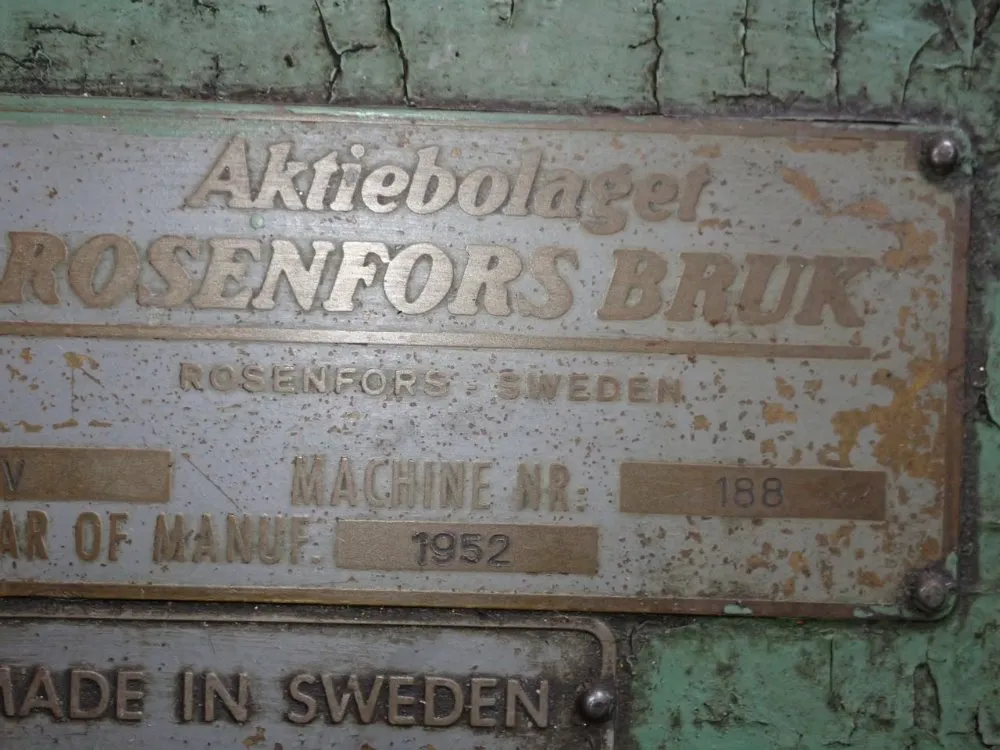 Aktiebolaget
ROSENFORS BRUK
ROSENFORS SWEDEN
V MACHINE NR: 188
AR OF MANUF. 1952
MADE IN SWEDEN